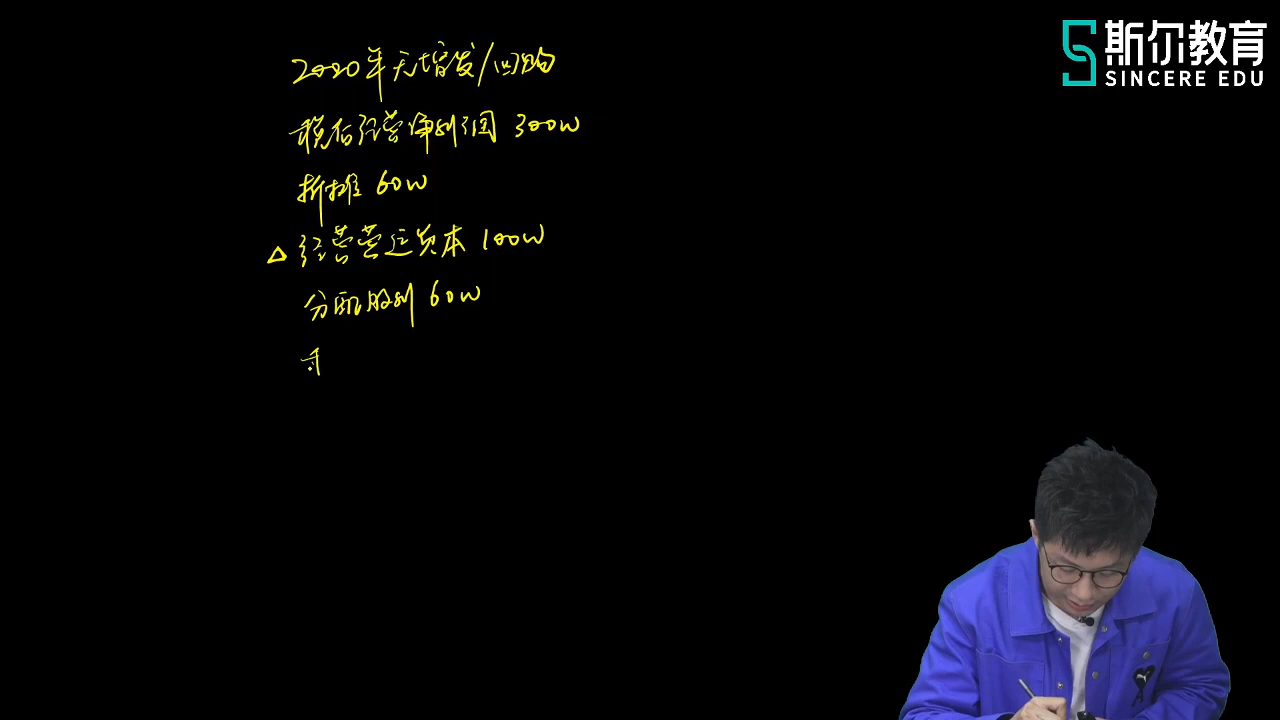 斯尔教育
SINCERE EDU
2020年无增发/回购
税后经营净利润 300W
折摊 60W
△经营营运资本 100W
分配股利 60W